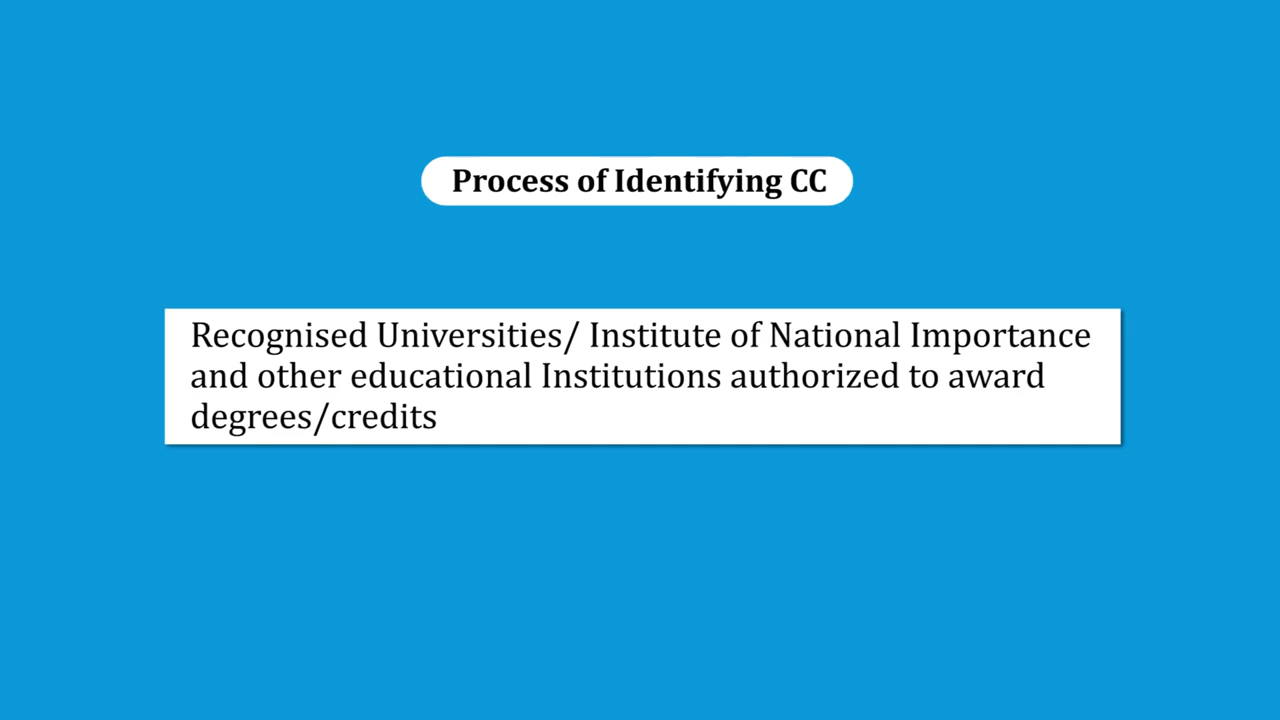 Process of Identifying CC
Recognised Universities/ Institute of National Importance
and other educational Institutions authorized to award
degrees/credits